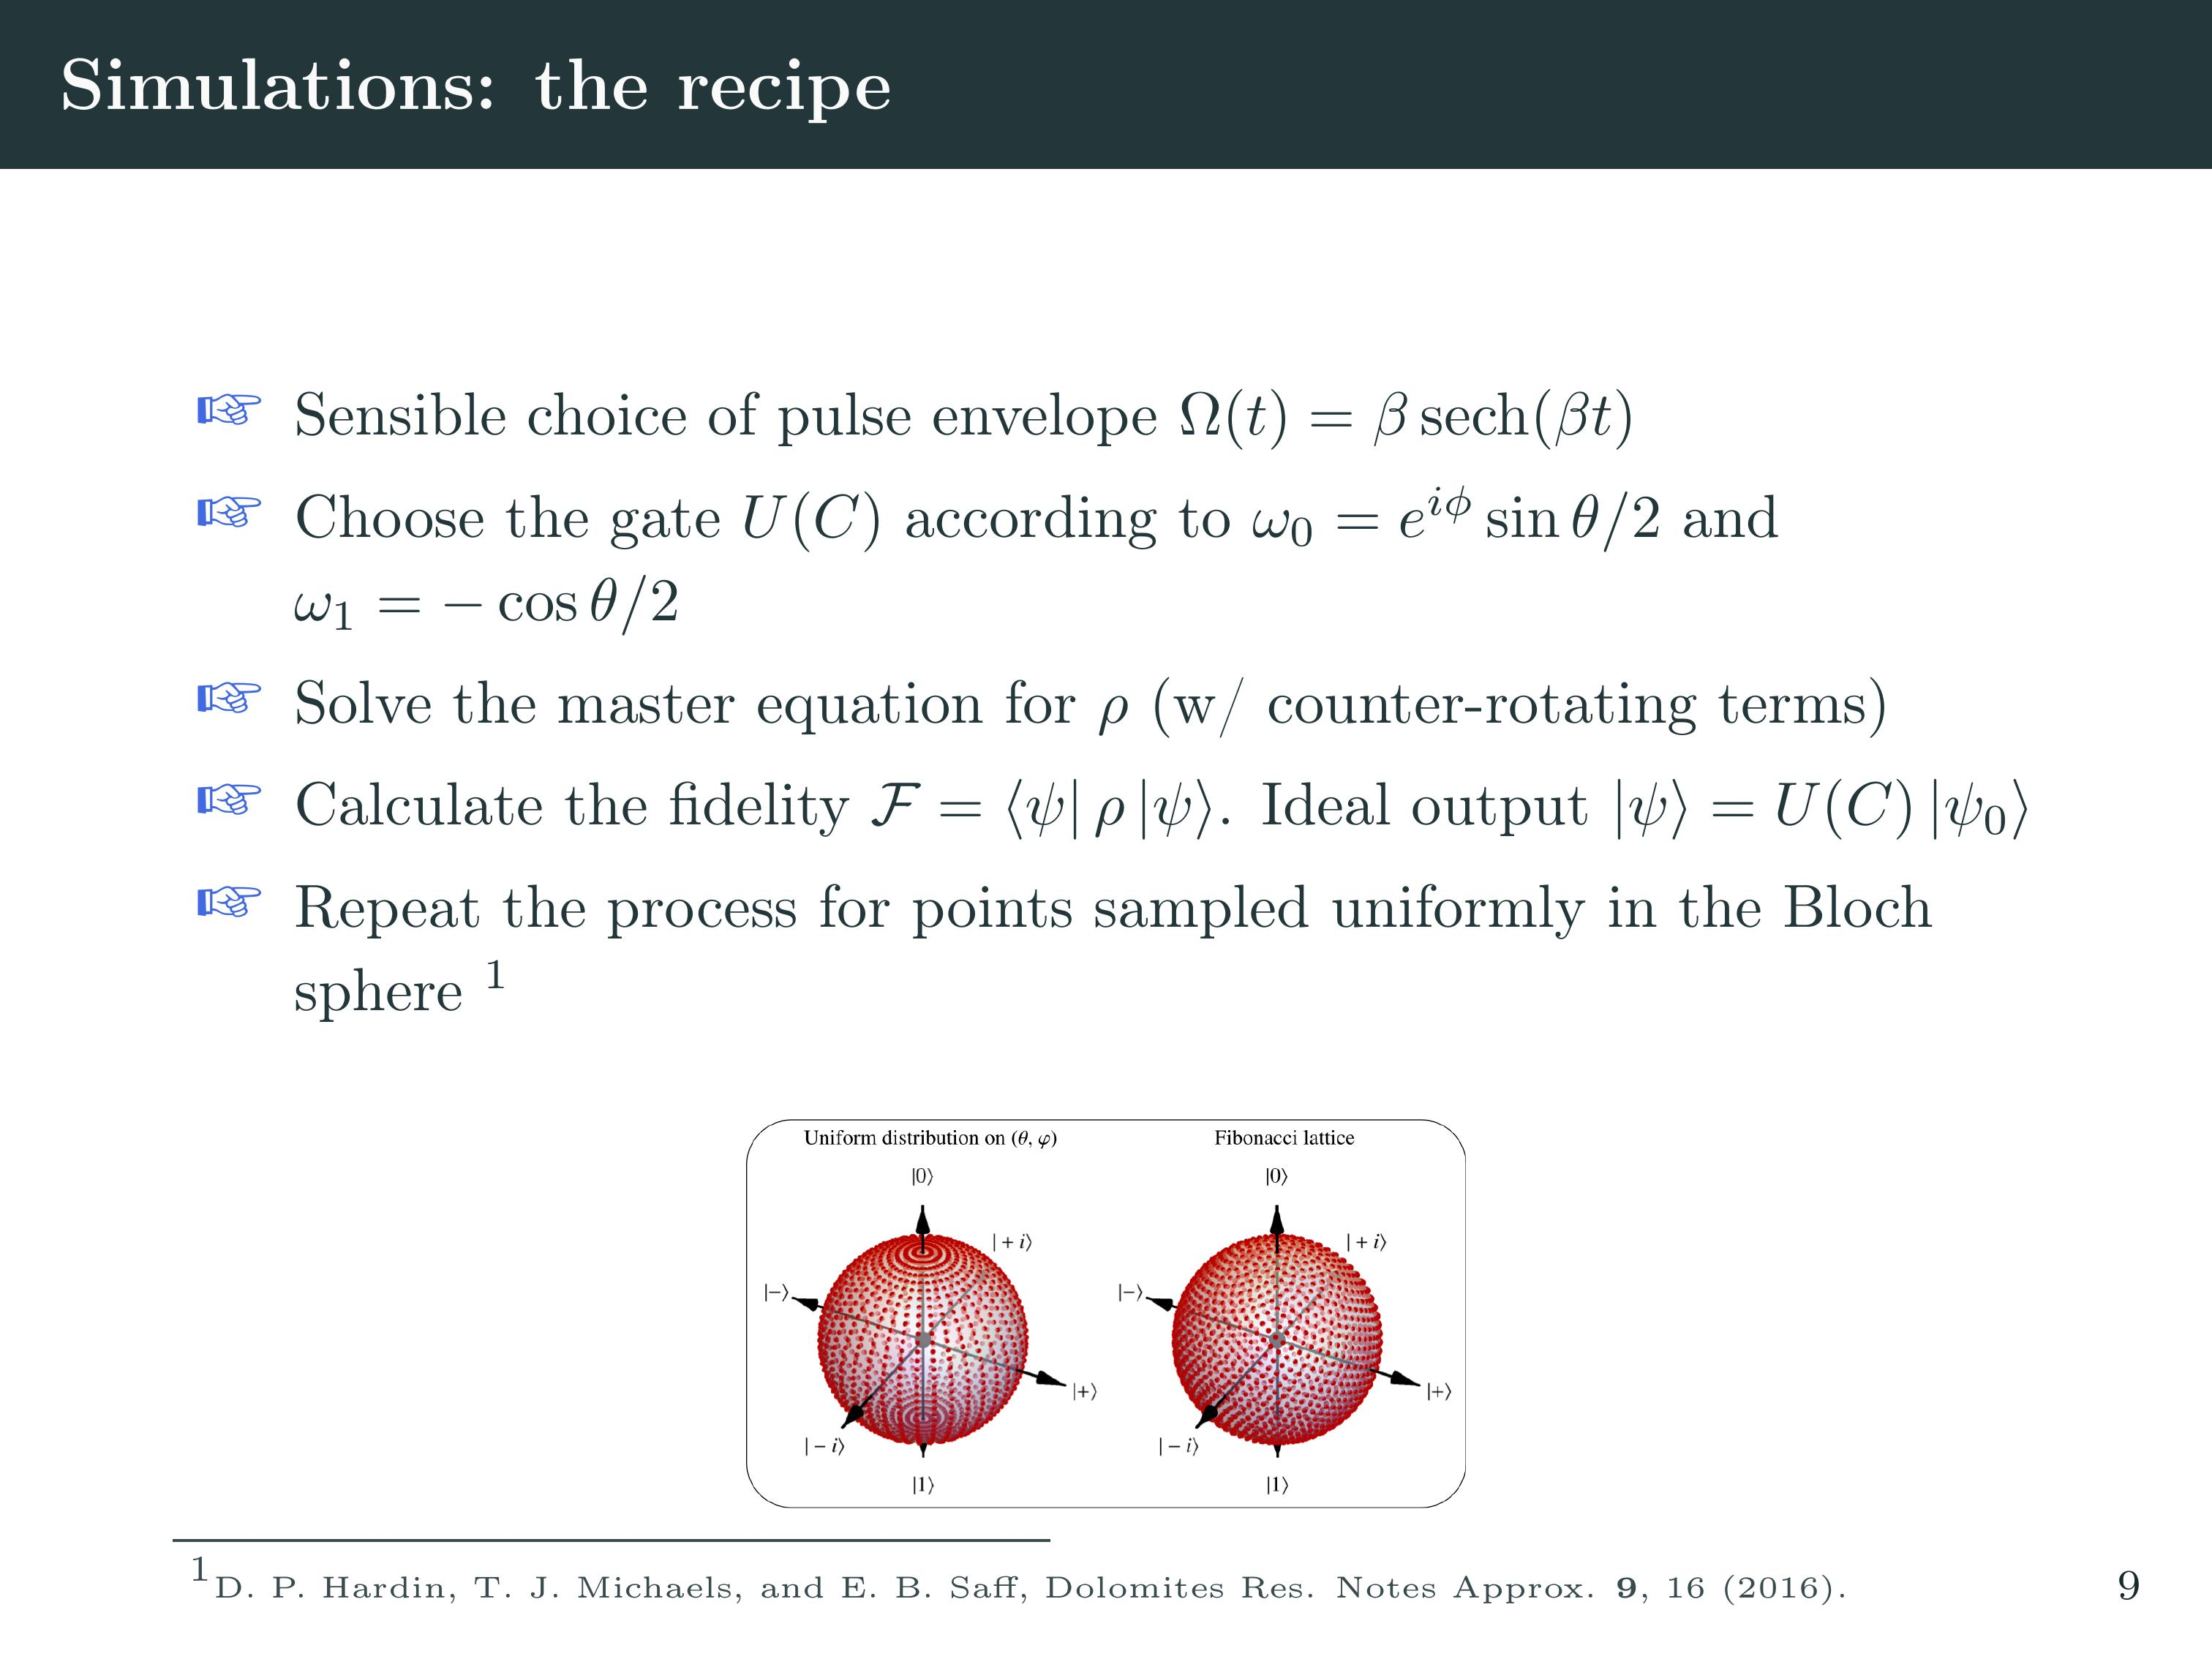 Simulations: the recipe
☞ Sensible choice of pulse envelope Ω(t) = β sech(βt)
☞ Choose the gate U(C) according to ω₀ = e^{iϕ} sin θ/2 and
ω₁ = − cos θ/2
☞ Solve the master equation for ρ (w/ counter-rotating terms)
☞ Calculate the fidelity ℱ = ⟨ψ| ρ |ψ⟩. Ideal output |ψ⟩ = U(C) |ψ₀⟩
☞ Repeat the process for points sampled uniformly in the Bloch
sphere ¹
Uniform distribution on (θ, φ)
|0⟩
|+i⟩
|−⟩
|+⟩
|−i⟩
|1⟩
Fibonacci lattice
|0⟩
|+i⟩
|−⟩
|+⟩
|−i⟩
|1⟩
¹D. P. Hardin, T. J. Michaels, and E. B. Saff, Dolomites Res. Notes Approx. 9, 16 (2016).
9